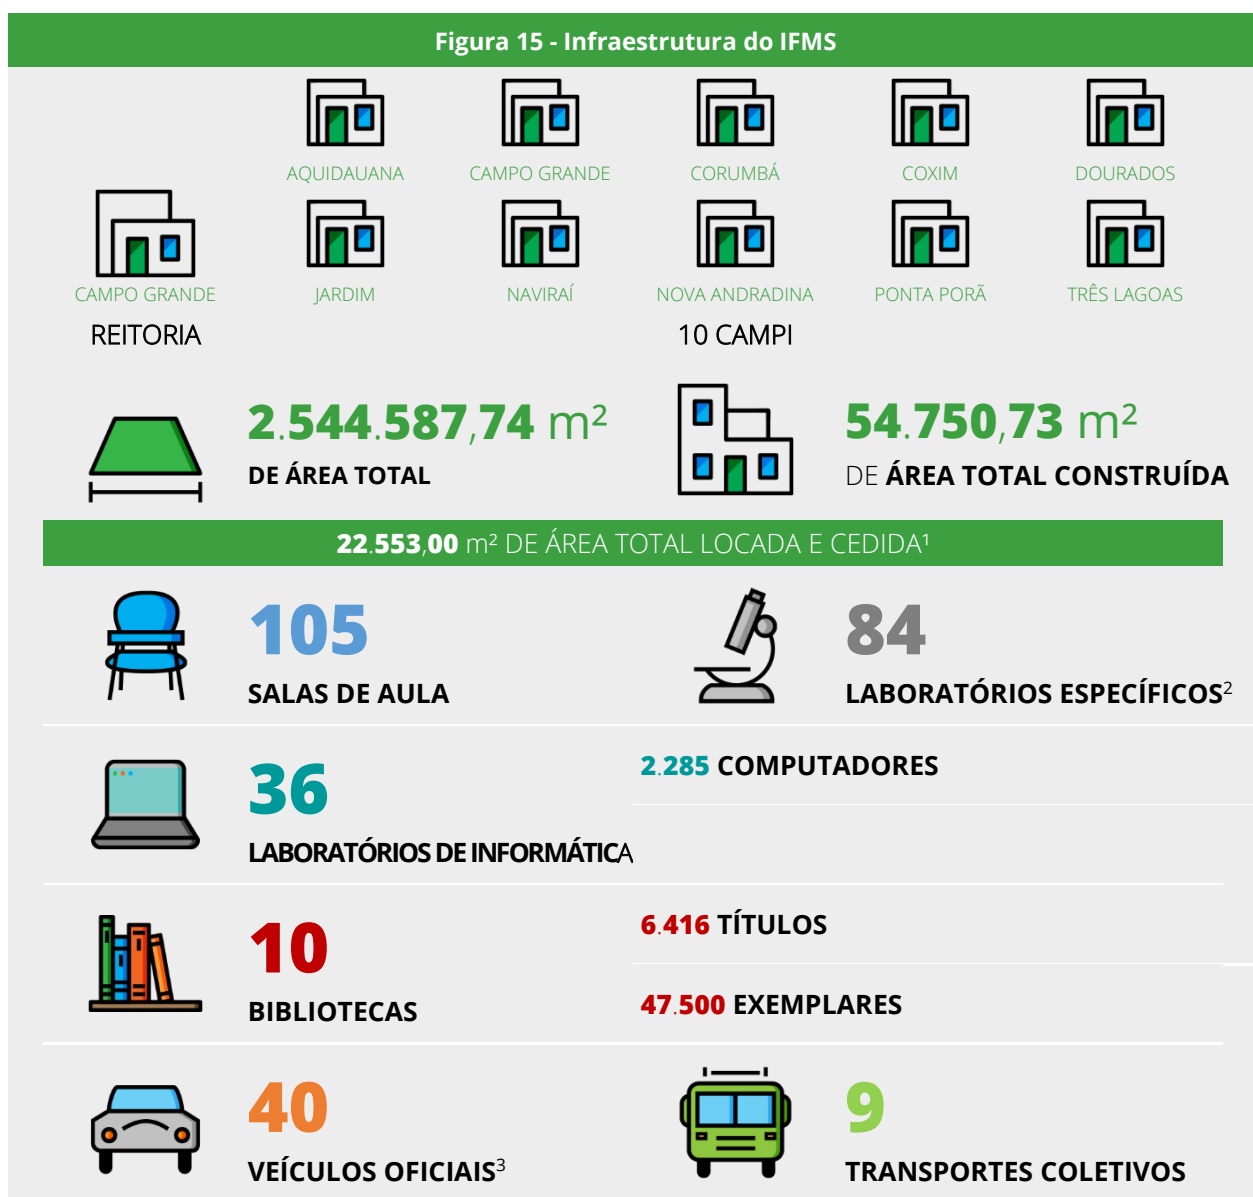 Figura 15 - Infraestrutura do IFMS
AQUIDAUANA
CAMPO GRANDE
CORUMBÁ
COXIM
DOURADOS
CAMPO GRANDE
JARDIM
NAVIRAÍ
NOVA ANDRADINA
PONTA PORÃ
TRÊS LAGOAS
REITORIA
10 CAMPI
2.544.587,74 m²
DE ÁREA TOTAL
54.750,73 m²
DE ÁREA TOTAL CONSTRUÍDA
22.553,00 m² DE ÁREA TOTAL LOCADA E CEDIDA¹
105
SALAS DE AULA
84
LABORATÓRIOS ESPECÍFICOS²
36
LABORATÓRIOS DE INFORMÁTICA
2.285 COMPUTADORES
10
BIBLIOTECAS
6.416 TÍTULOS
47.500 EXEMPLARES
40
VEÍCULOS OFICIAIS³
9
TRANSPORTES COLETIVOS